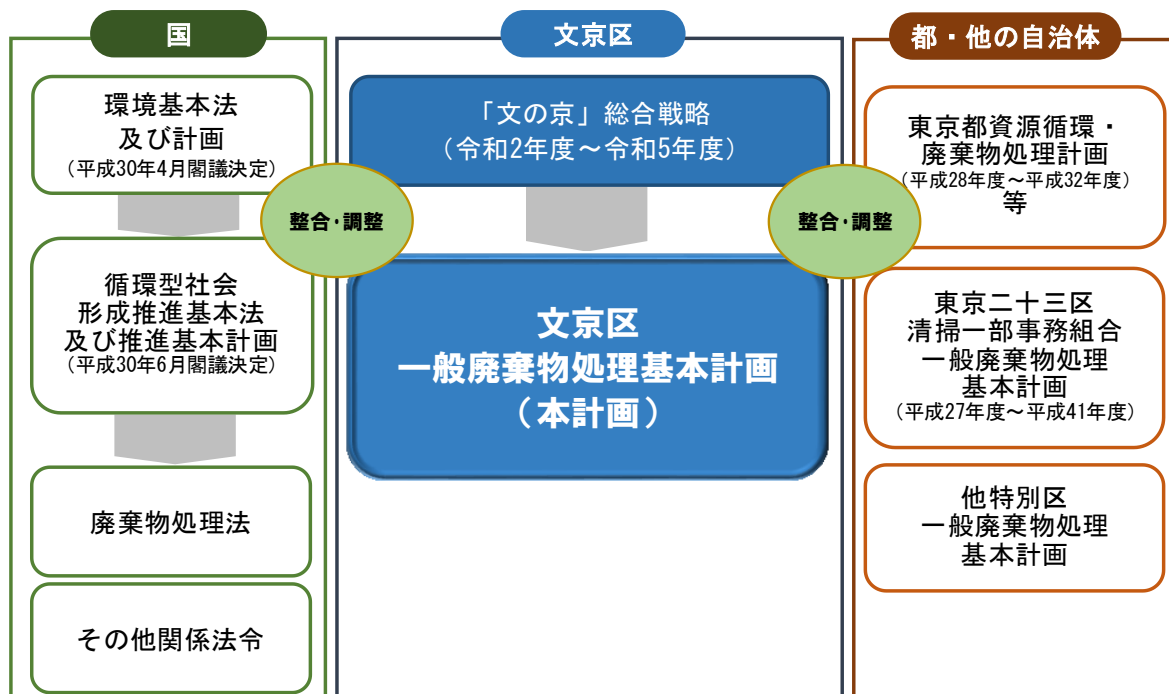 国
環境基本法
及び計画
(平成30年4月閣議決定)
循環型社会
形成推進基本法
及び推進基本計画
(平成30年6月閣議決定)
廃棄物処理法
その他関係法令
整合・調整
文京区
「文の京」総合戦略
(令和2年度～令和5年度)
文京区
一般廃棄物処理基本計画
(本計画)
整合・調整
都・他の自治体
東京都資源循環・
廃棄物処理計画
(平成28年度～平成32年度)
等
東京二十三区
清掃一部事務組合
一般廃棄物処理
基本計画
(平成27年度～平成41年度)
他特別区
一般廃棄物処理
基本計画